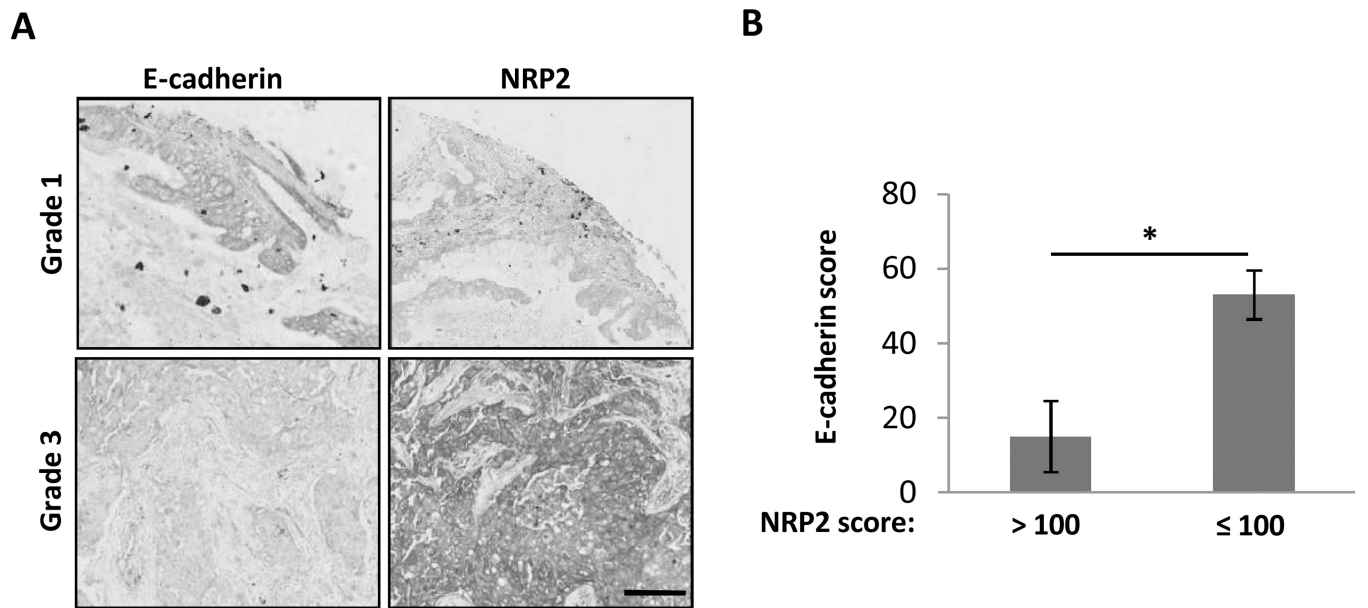 A
E-cadherin
NRP2
Grade 1
Grade 3
B
E-cadherin score
80
60
40
20
0
*
NRP2 score:
> 100
≤ 100